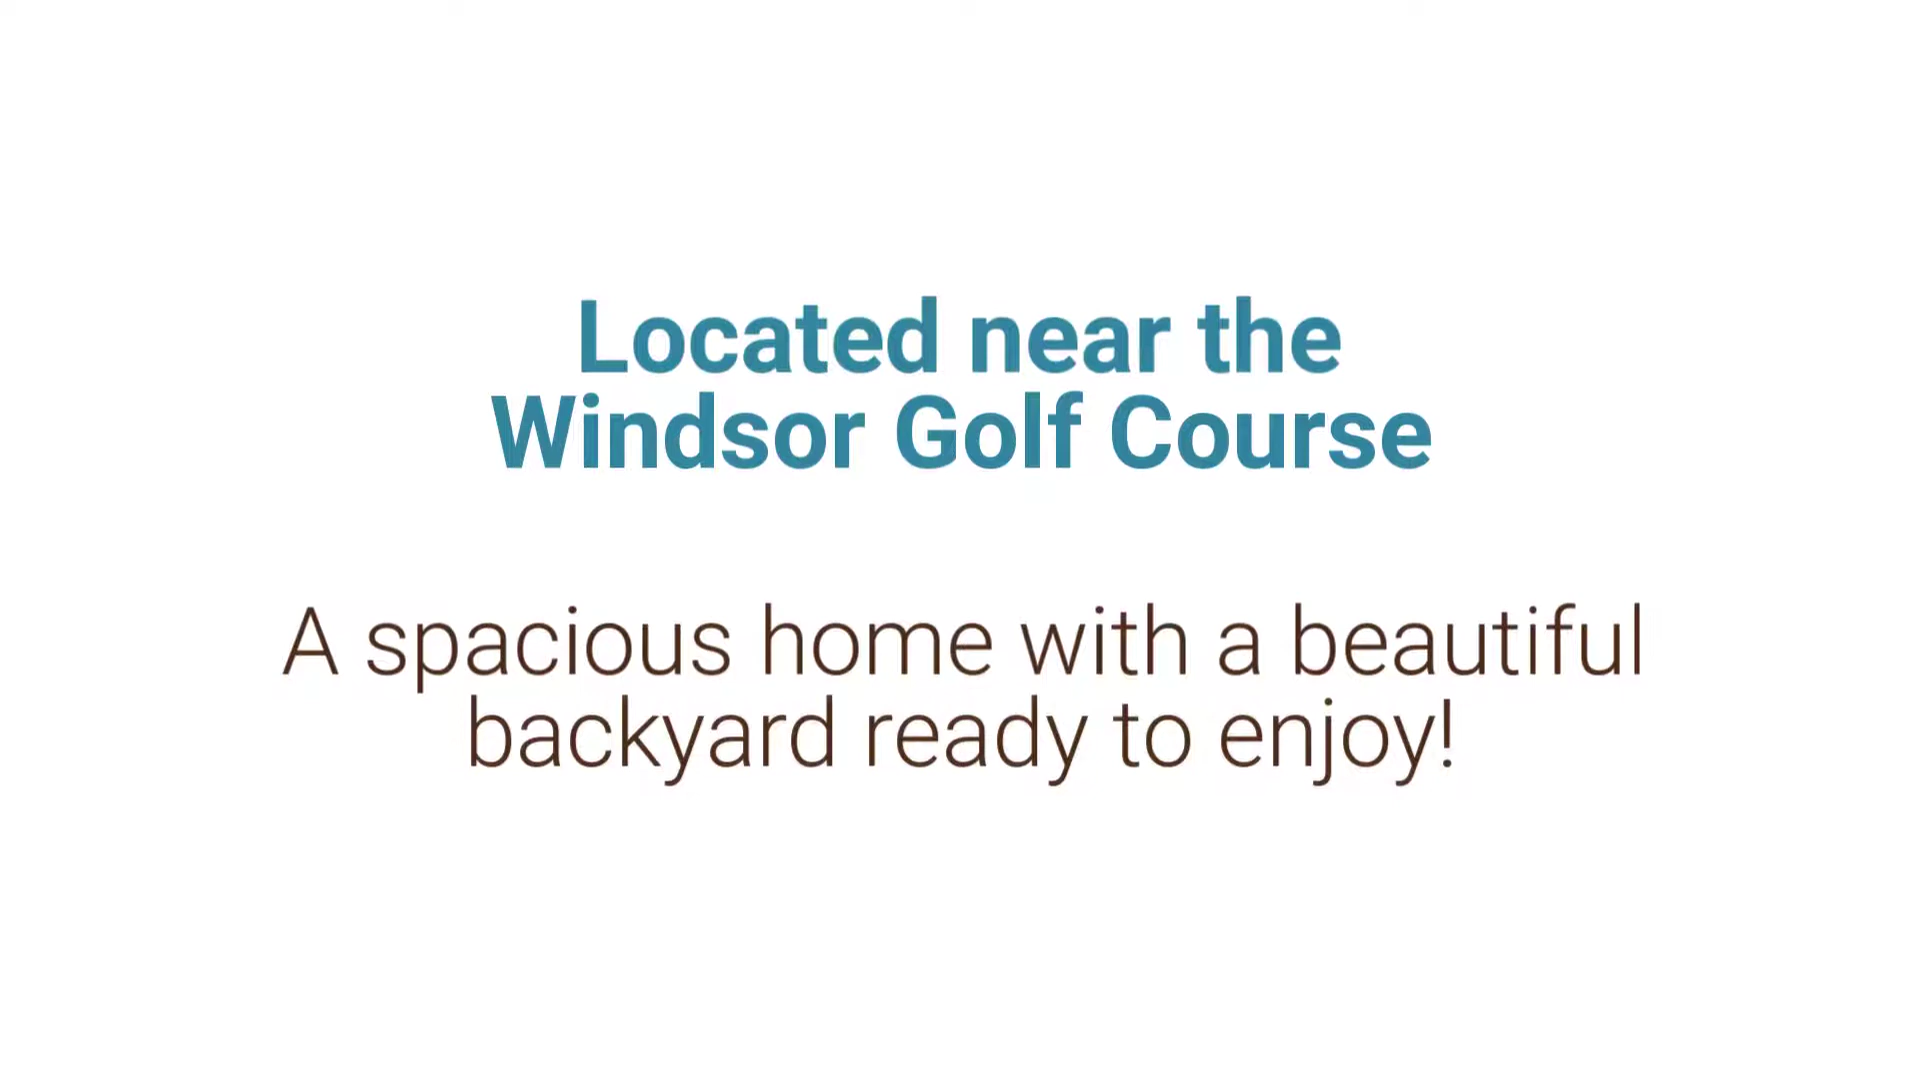 Located near the
Windsor Golf Course
A spacious home with a beautiful
backyard ready to enjoy!